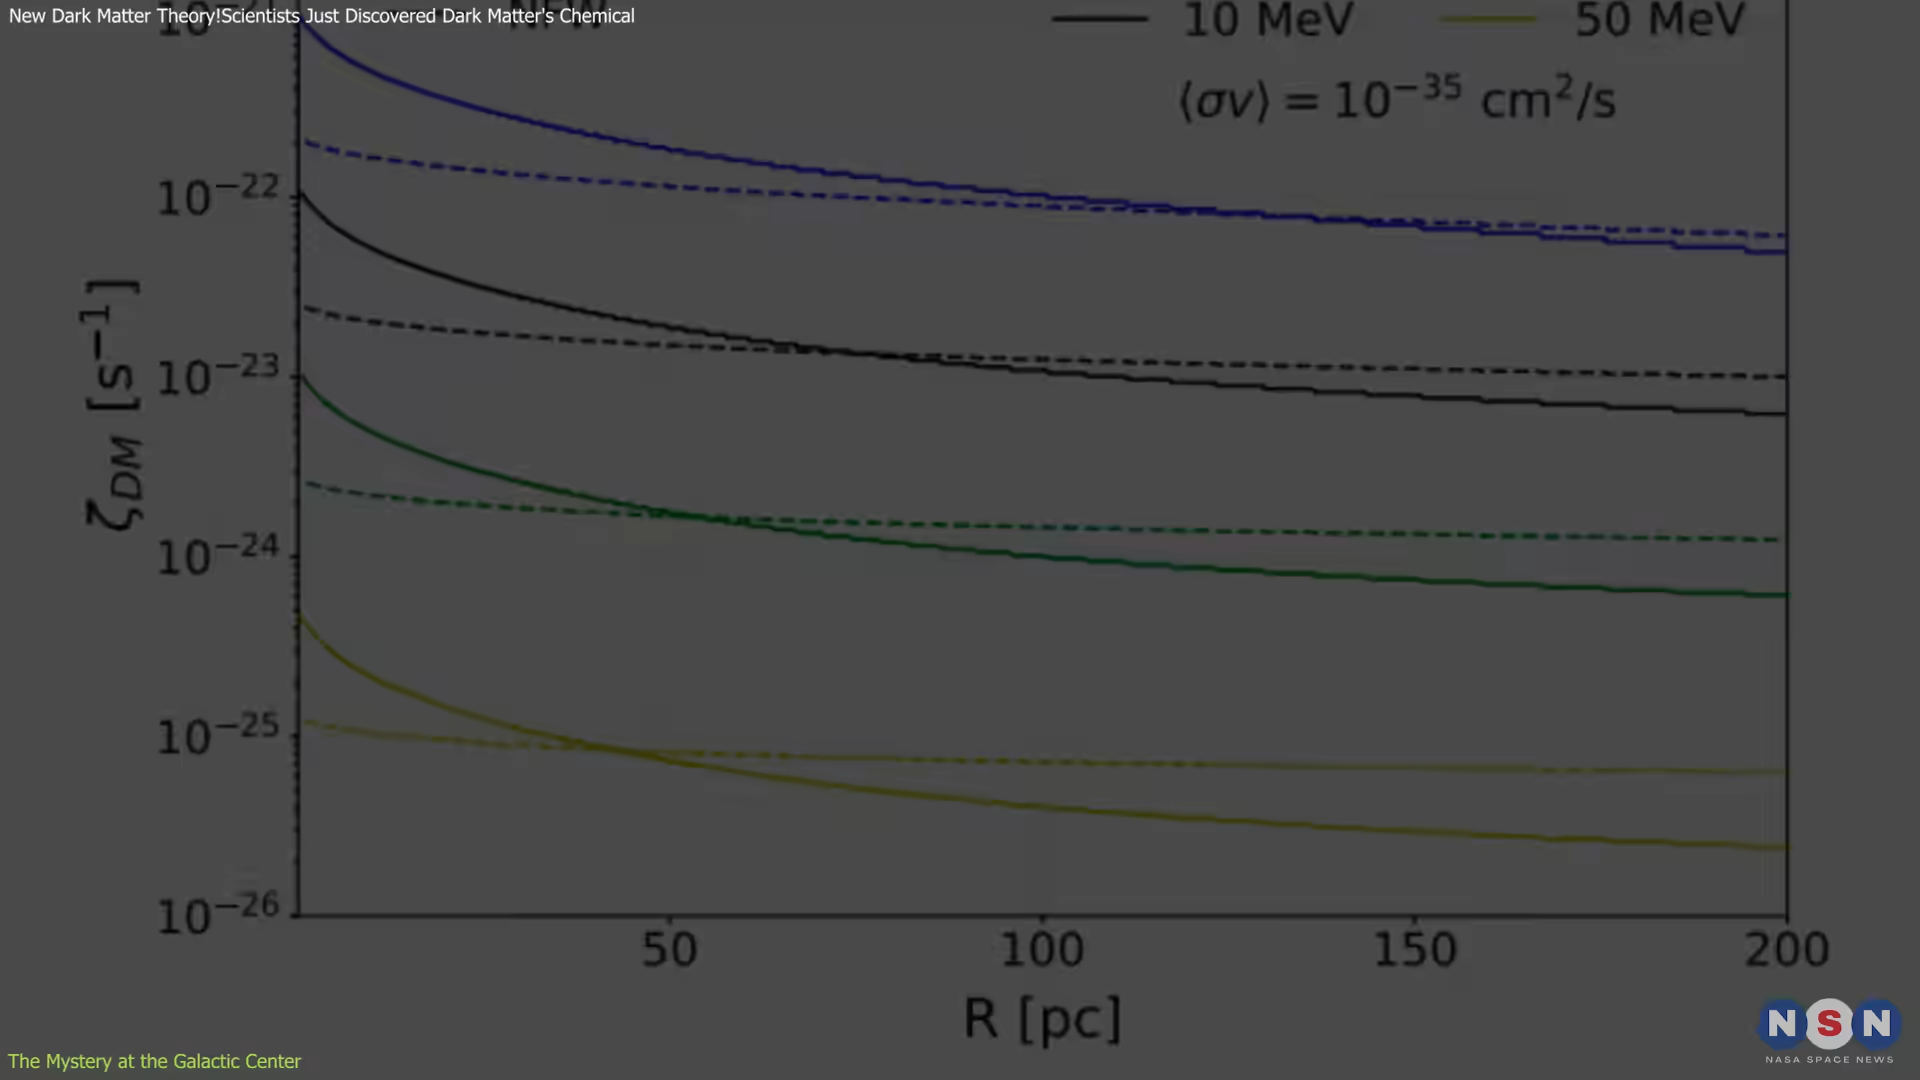 New Dark Matter Theory!Scientists Just Discovered Dark Matter's Chemical
NFW
10 MeV 50 MeV
⟨σv⟩ = 10⁻³⁵ cm²/s
10⁻²²
10⁻²³
10⁻²⁴
10⁻²⁵
10⁻²⁶
ζDM [s⁻¹]
50 100 150 200
R [pc]
NSN
NASA SPACE NEWS
The Mystery at the Galactic Center